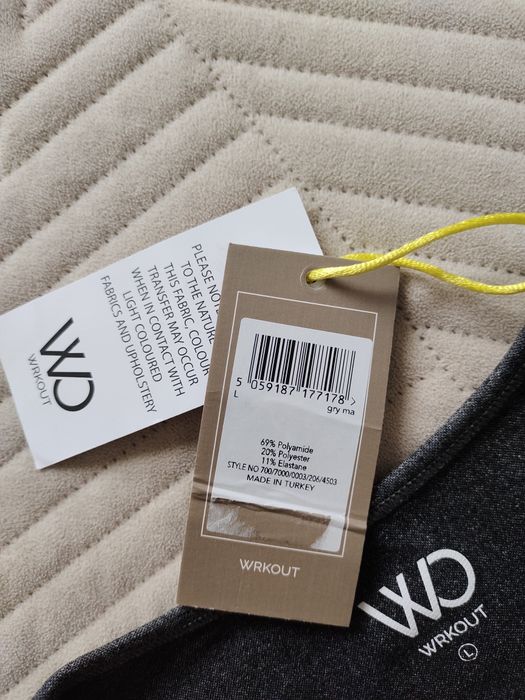 PLEASE NOTE
TO THE NATURE
THIS FABRIC, COLOUR
TRANSFER MAY OCCUR
WHEN IN CONTACT WITH
LIGHT COLOURED
FABRICS AND UPHOLSTERY
WO
WRKOUT
5 059187 177178 >
L gry ma
69% Polyamide
20% Polyester
11% Elastane
STYLE NO 700/7000/0003/206/4503
MADE IN TURKEY
WRKOUT
WO
WRKOUT
L